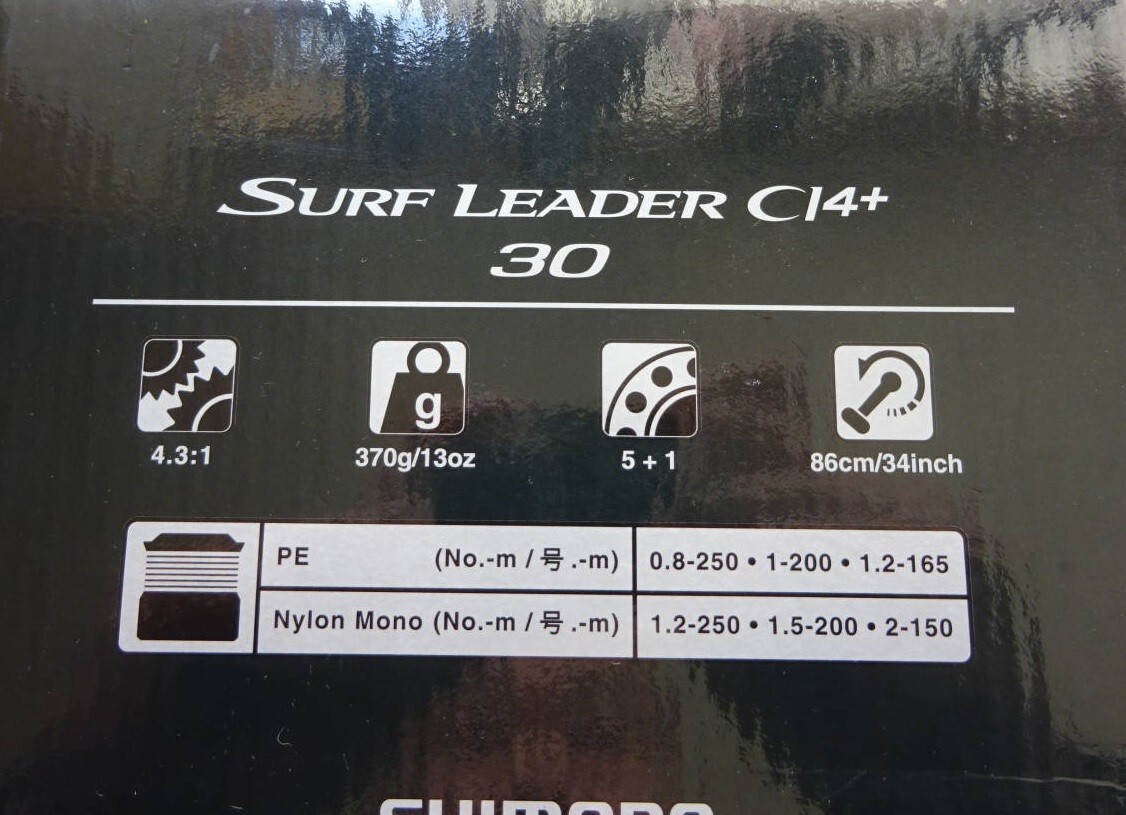 SURF LEADER CI4+
30
g
4.3:1
370g/13oz
5 + 1
86cm/34inch
PE (No.-m / 号 .-m) 0.8-250 • 1-200 • 1.2-165
Nylon Mono (No.-m / 号 .-m) 1.2-250 • 1.5-200 • 2-150
SHIMANO